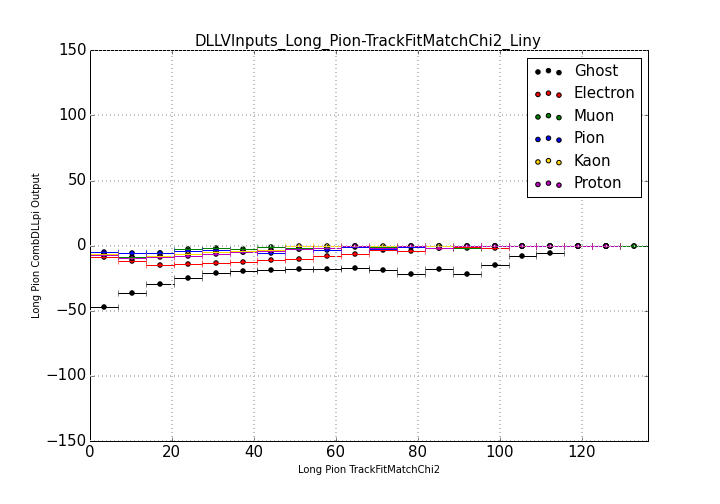 DLLVInputs_Long_Pion-TrackFitMatchChi2_Liny
150
100
50
0
−50
−100
−150
Long Pion CombDLLpi Output
Ghost
Electron
Muon
Pion
Kaon
Proton
0
20
40
60
80
100
120
Long Pion TrackFitMatchChi2